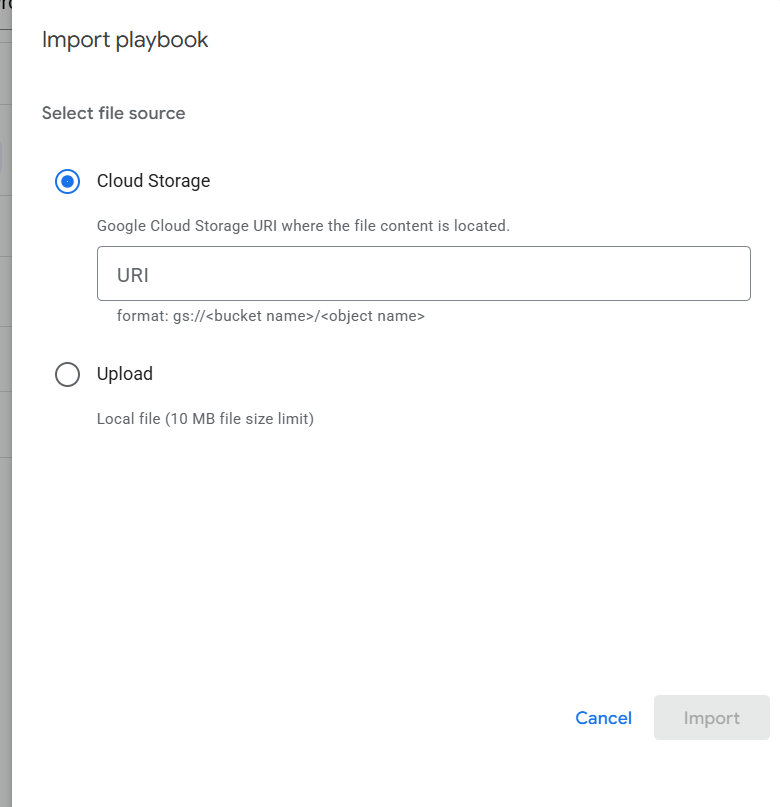 Import playbook
Select file source
Cloud Storage
Google Cloud Storage URI where the file content is located.
URI
format: gs://<bucket name>/<object name>
Upload
Local file (10 MB file size limit)
Cancel
Import